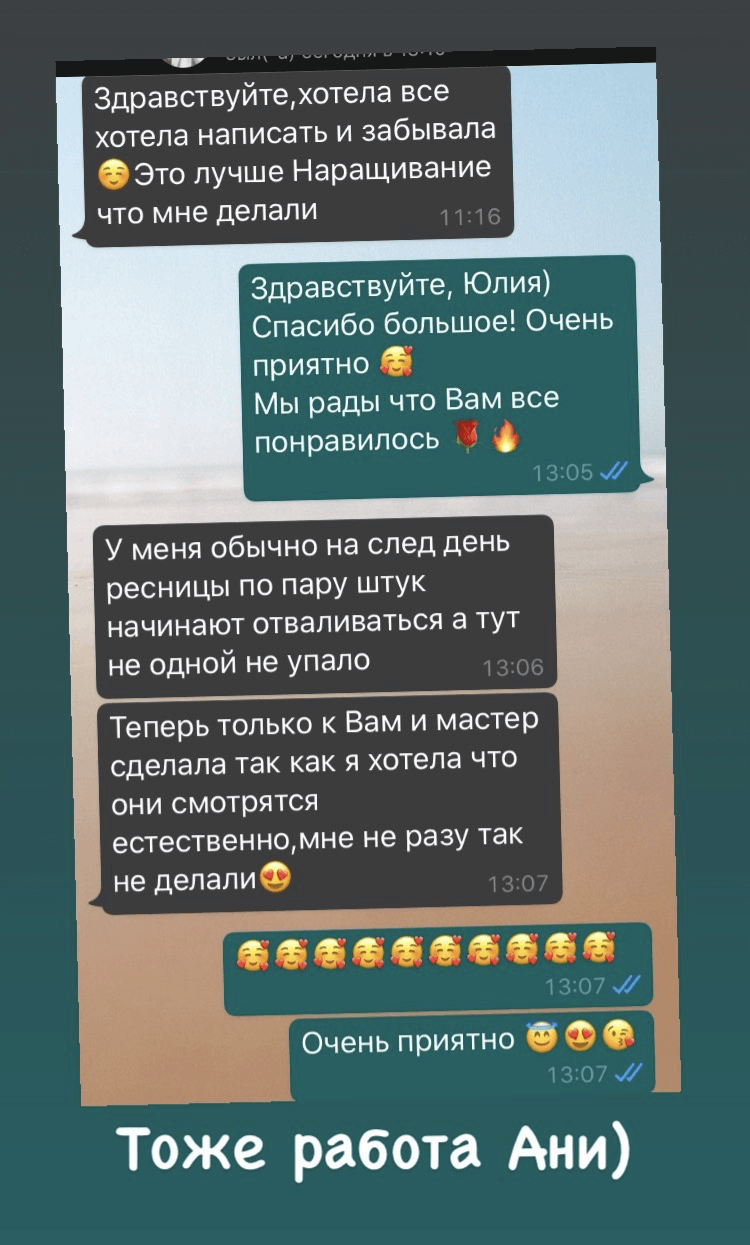 Здравствуйте,хотела все
хотела написать и забывала
☺️Это лучше Наращивание
что мне делали
11:16
Здравствуйте, Юлия)
Спасибо большое! Очень
приятно 🥰
Мы рады что Вам все
понравилось 🌹🔥
13:05
У меня обычно на след день
ресницы по пару штук
начинают отваливаться а тут
не одной не упало
13:06
Теперь только к Вам и мастер
сделала так как я хотела что
они смотрятся
естественно,мне не разу так
не делали😍
13:07
🥰🥰🥰🥰🥰🥰🥰🥰🥰🥰
13:07
Очень приятно 😇😍😘
13:07
Тоже работа Ани)